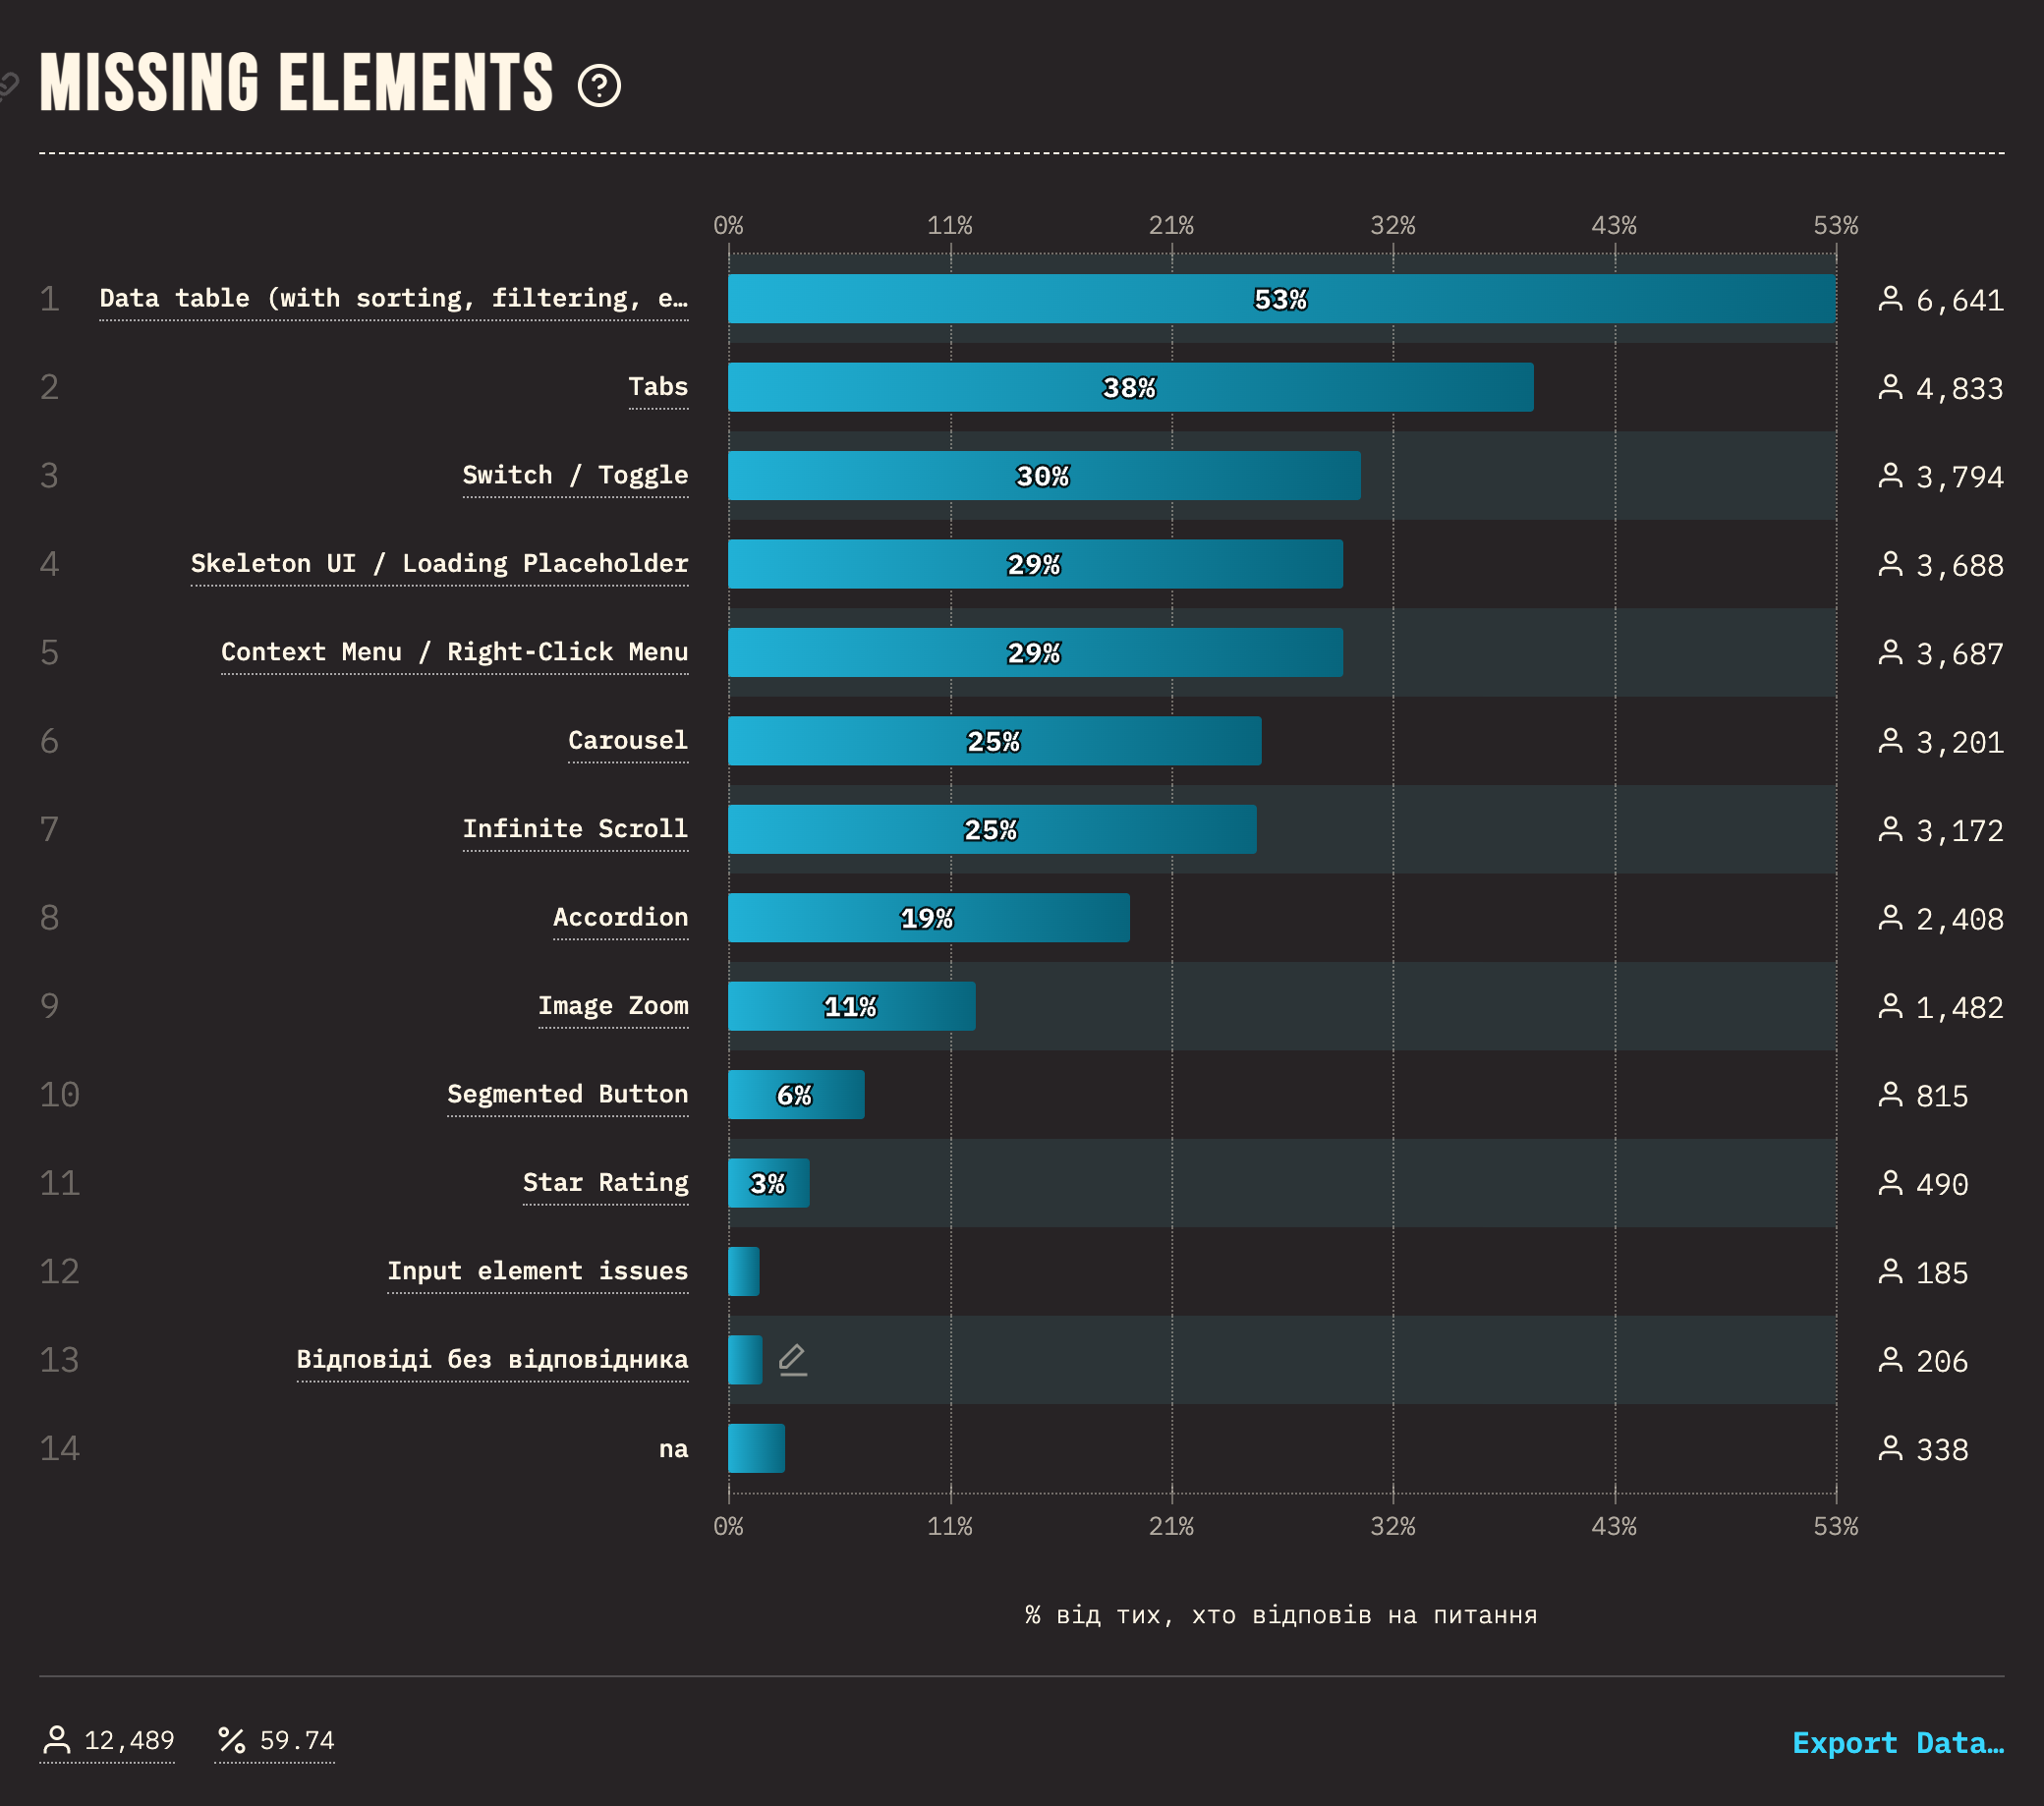 MISSING ELEMENTS
0% 11% 21% 32% 43% 53%
1 Data table (with sorting, filtering, e… 53% 6,641
2 Tabs 38% 4,833
3 Switch / Toggle 30% 3,794
4 Skeleton UI / Loading Placeholder 29% 3,688
5 Context Menu / Right-Click Menu 29% 3,687
6 Carousel 25% 3,201
7 Infinite Scroll 25% 3,172
8 Accordion 19% 2,408
9 Image Zoom 11% 1,482
10 Segmented Button 6% 815
11 Star Rating 3% 490
12 Input element issues 185
13 Відповіді без відповідника 206
14 na 338
0% 11% 21% 32% 43% 53%
% від тих, хто відповів на питання
12,489 % 59.74 Export Data…